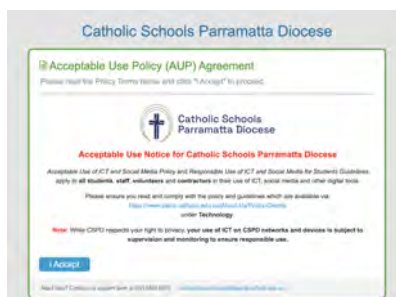 Catholic Schools Parramatta Diocese
Acceptable Use Policy (AUP) Agreement
Please read the Policy Terms below and click "I Accept" to proceed.
Catholic Schools
Parramatta Diocese
Acceptable Use Notice for Catholic Schools Parramatta Diocese
Acceptable Use of ICT and Social Media Policy and Responsible Use of ICT and Social Media for Students Guidelines,
apply to all students, staff, volunteers and contractors in their use of ICT, social media and other digital tools.
Please ensure you read and comply with the policy and guidelines which are available via
under Technology
Note: While CSPD respects your right to privacy, your use of ICT on CSPD networks and devices is subject to
supervision and monitoring to ensure responsible use.
I Accept